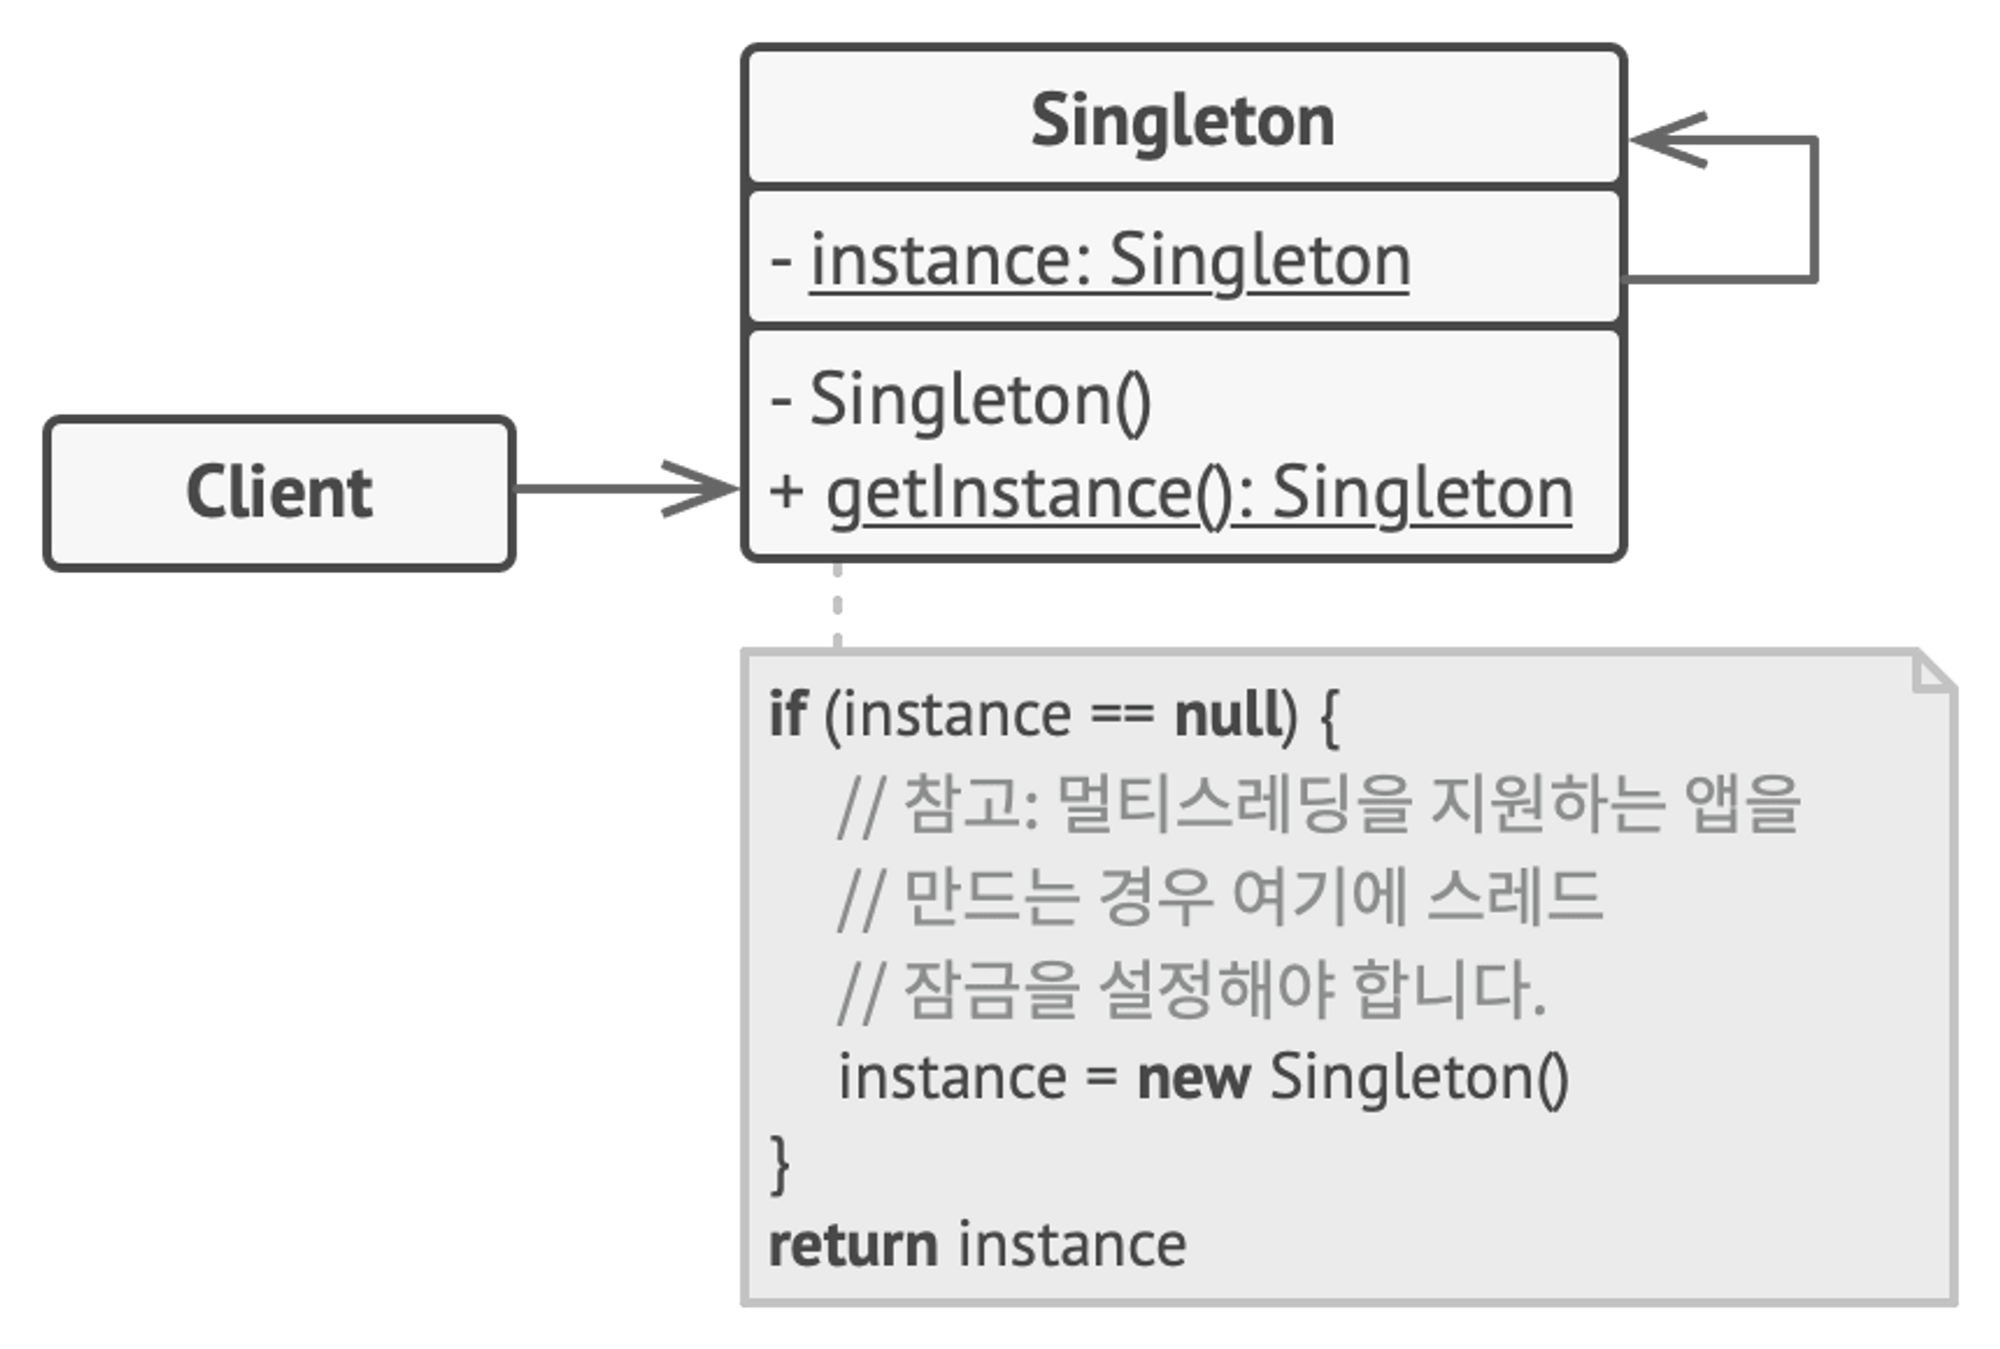 Singleton
- instance: Singleton
- Singleton()
+ getInstance(): Singleton
Client
if (instance == null) {
// 참고: 멀티스레딩을 지원하는 앱을
// 만드는 경우 여기에 스레드
// 잠금을 설정해야 합니다.
instance = new Singleton()
}
return instance